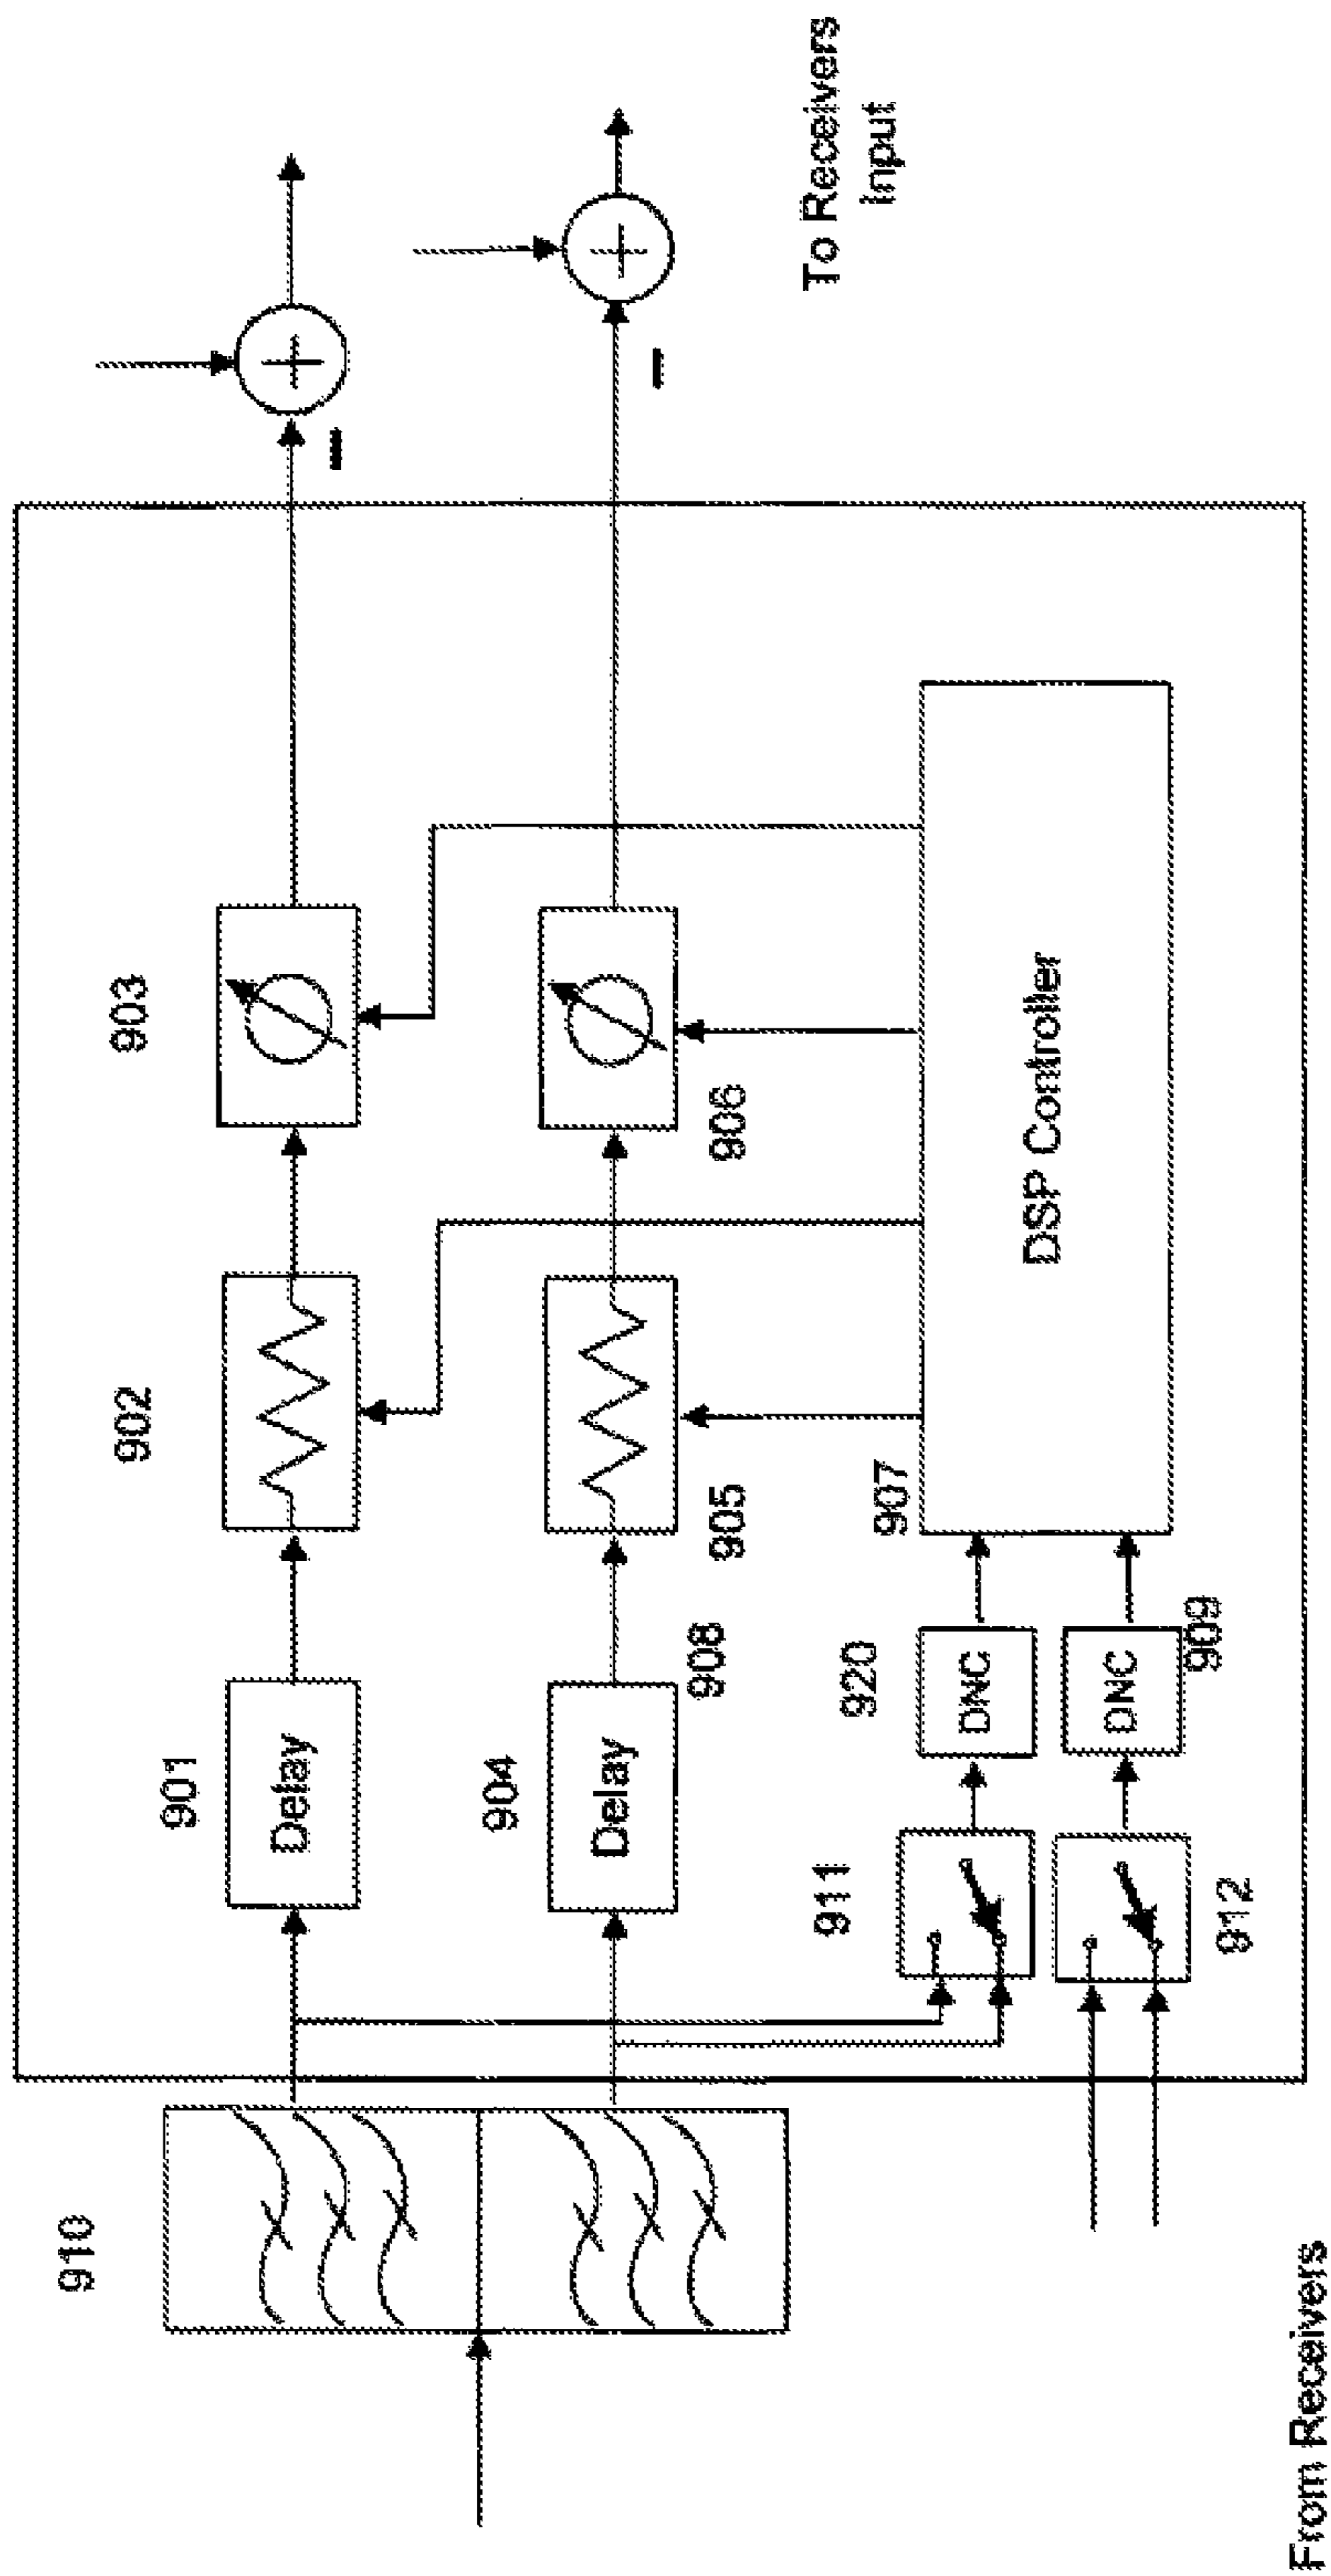 910
901
902
903
Delay
904
Delay
908
905
906
To Receivers
Input
911
920
DNC
907
DSP Controller
DNC
909
912
From Receivers